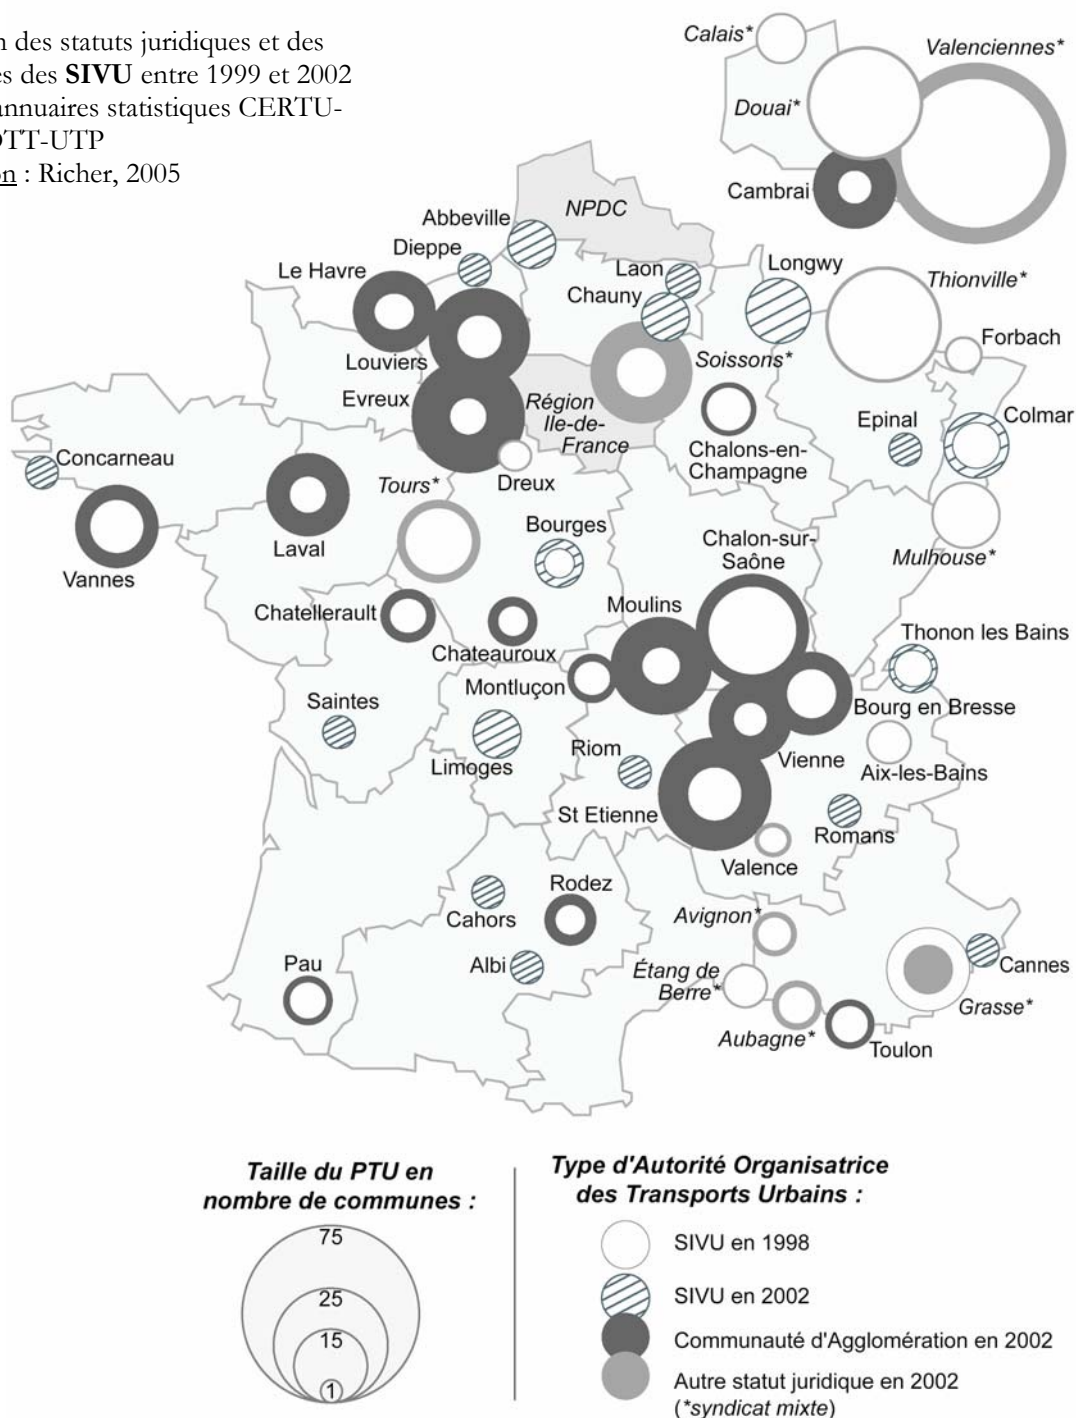 des statuts juridiques et des
des SIVU entre 1999 et 2002
annuaires statistiques CERTU-
TT-UTP
: Richer, 2005
Calais*
Valenciennes*
Douai*
Cambrai
NPDC
Abbeville
Dieppe
Le Havre
Laon
Longwy
Chauny
Thionville*
Forbach
Louviers
Soissons*
Evreux
Région
Ile-de-
France
Epinal
Colmar
Chalons-en-
Champagne
Concarneau
Tours*
Dreux
Laval
Bourges
Mulhouse*
Vannes
Chalon-sur-
Saône
Chatellerault
Moulins
Thonon les Bains
Chateauroux
Montluçon
Bourg en Bresse
Saintes
Limoges
Riom
Vienne
Aix-les-Bains
St Etienne
Romans
Valence
Rodez
Cahors
Avignon*
Albi
Pau
Étang de
Berre*
Cannes
Grasse*
Aubagne*
Toulon
Taille du PTU en
nombre de communes :
75
25
15
1
Type d'Autorité Organisatrice
des Transports Urbains :
SIVU en 1998
SIVU en 2002
Communauté d'Agglomération en 2002
Autre statut juridique en 2002
(*syndicat mixte)